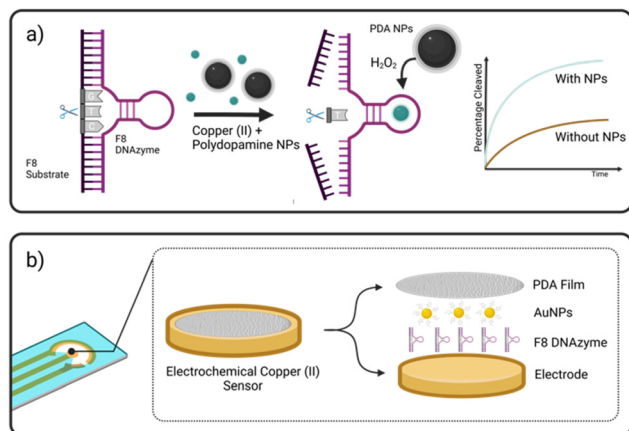 a)
F8
Substrate
F8
DNAzyme
Copper (II) +
Polydopamine NPs
PDA NPs
H₂O₂
Percentage Cleaved
With NPs
Without NPs
Time
b)
Electrochemical Copper (II)
Sensor
PDA Film
AuNPs
F8 DNAzyme
Electrode